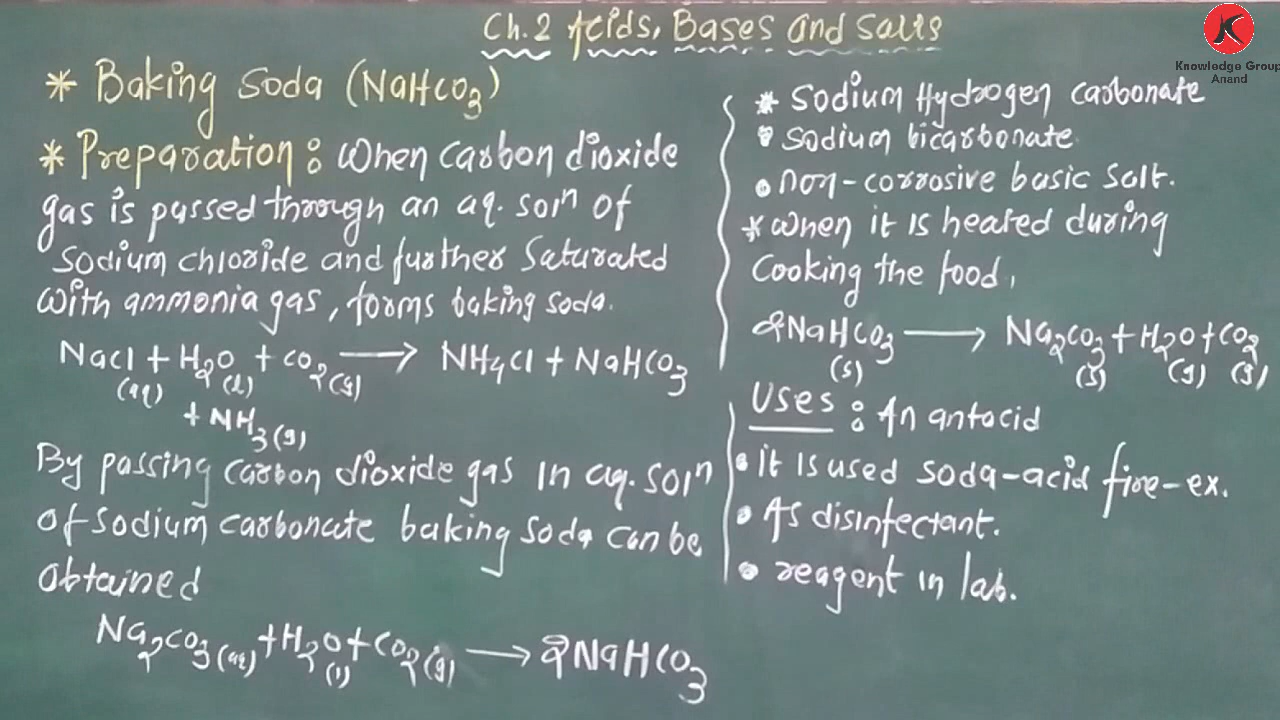 Ch.2 Acids, Bases and Salts
K
Knowledge Group
Anand
* Baking Soda (NaHCO3)
* Preparation : When carbon dioxide
gas is passed through an aq. soln of
Sodium chloride and further saturated
with ammonia gas, forms baking soda.
NaCl(aq) + H2O(l) + CO2(g) ⟶ NH4Cl + NaHCO3
+ NH3(g)
By passing carbon dioxide gas in aq. soln
of sodium carbonate baking soda can be
obtained
Na2CO3(aq) + H2O(l) + CO2(g) ⟶ 2NaHCO3
* Sodium Hydrogen carbonate
• sodium bicarbonate.
• non-corrosive basic salt.
* when it is heated during
cooking the food,
2NaHCO3(s) ⟶ Na2CO3(s) + H2O(g) + CO2(g)
Uses : An antacid
• it is used soda-acid fire-ex.
• As disinfectant.
• reagent in lab.